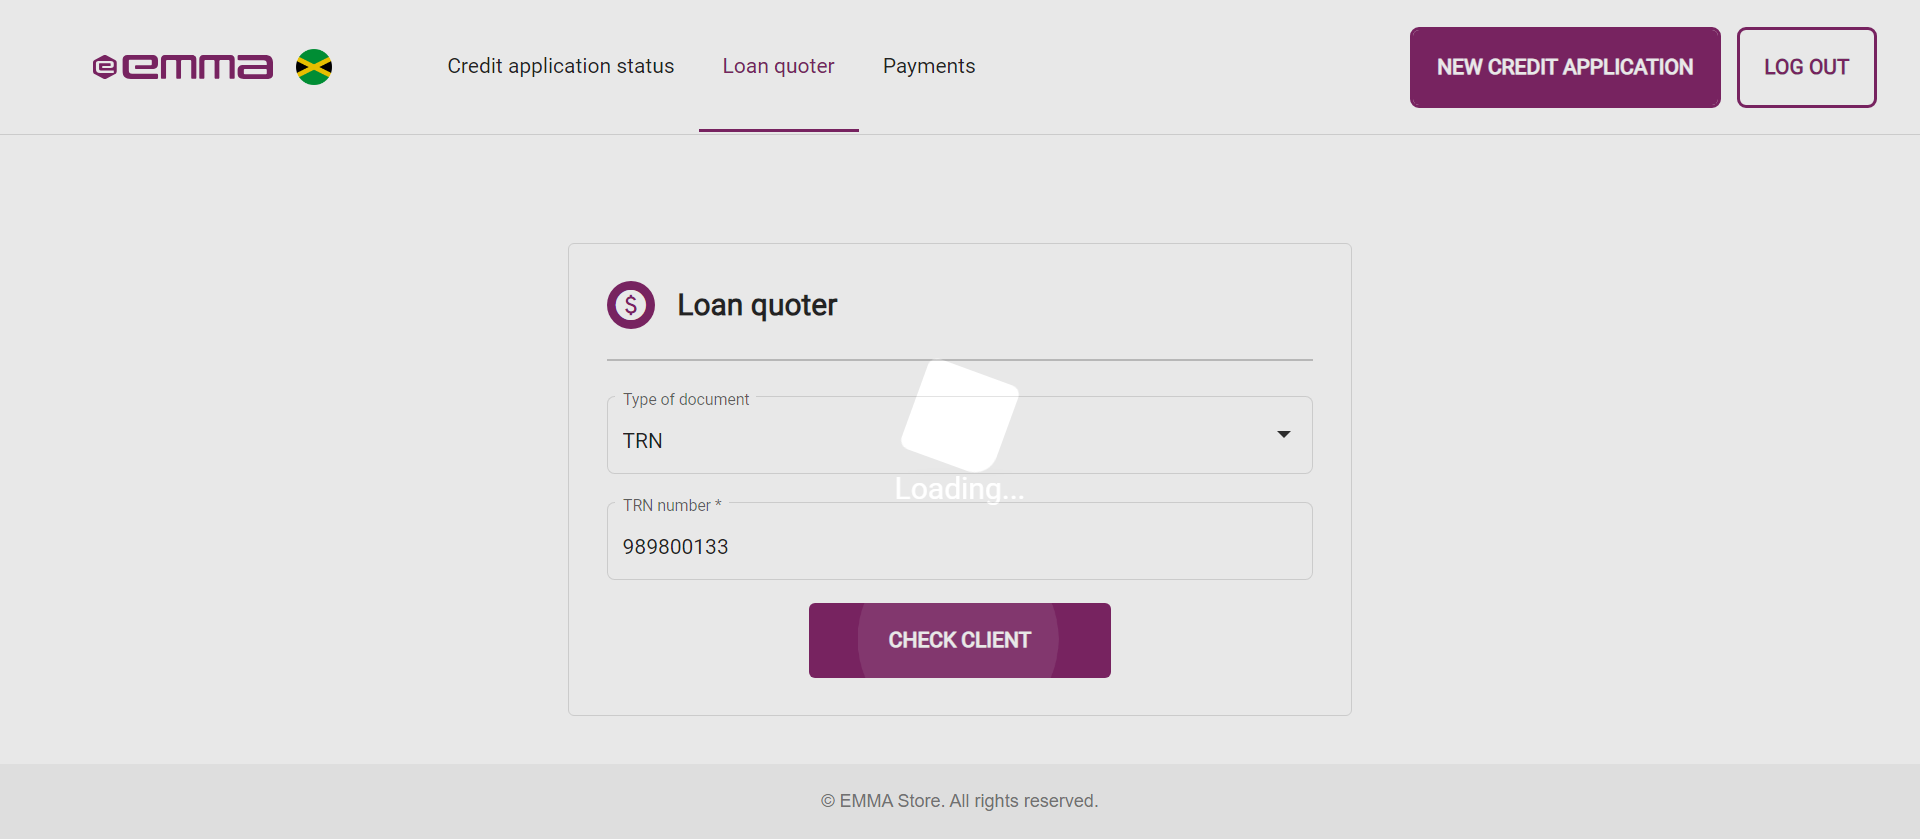 emma
Credit application status
Loan quoter
Payments
NEW CREDIT APPLICATION
LOG OUT
$ Loan quoter
Type of document
TRN
Loading...
TRN number *
989800133
CHECK CLIENT
© EMMA Store. All rights reserved.